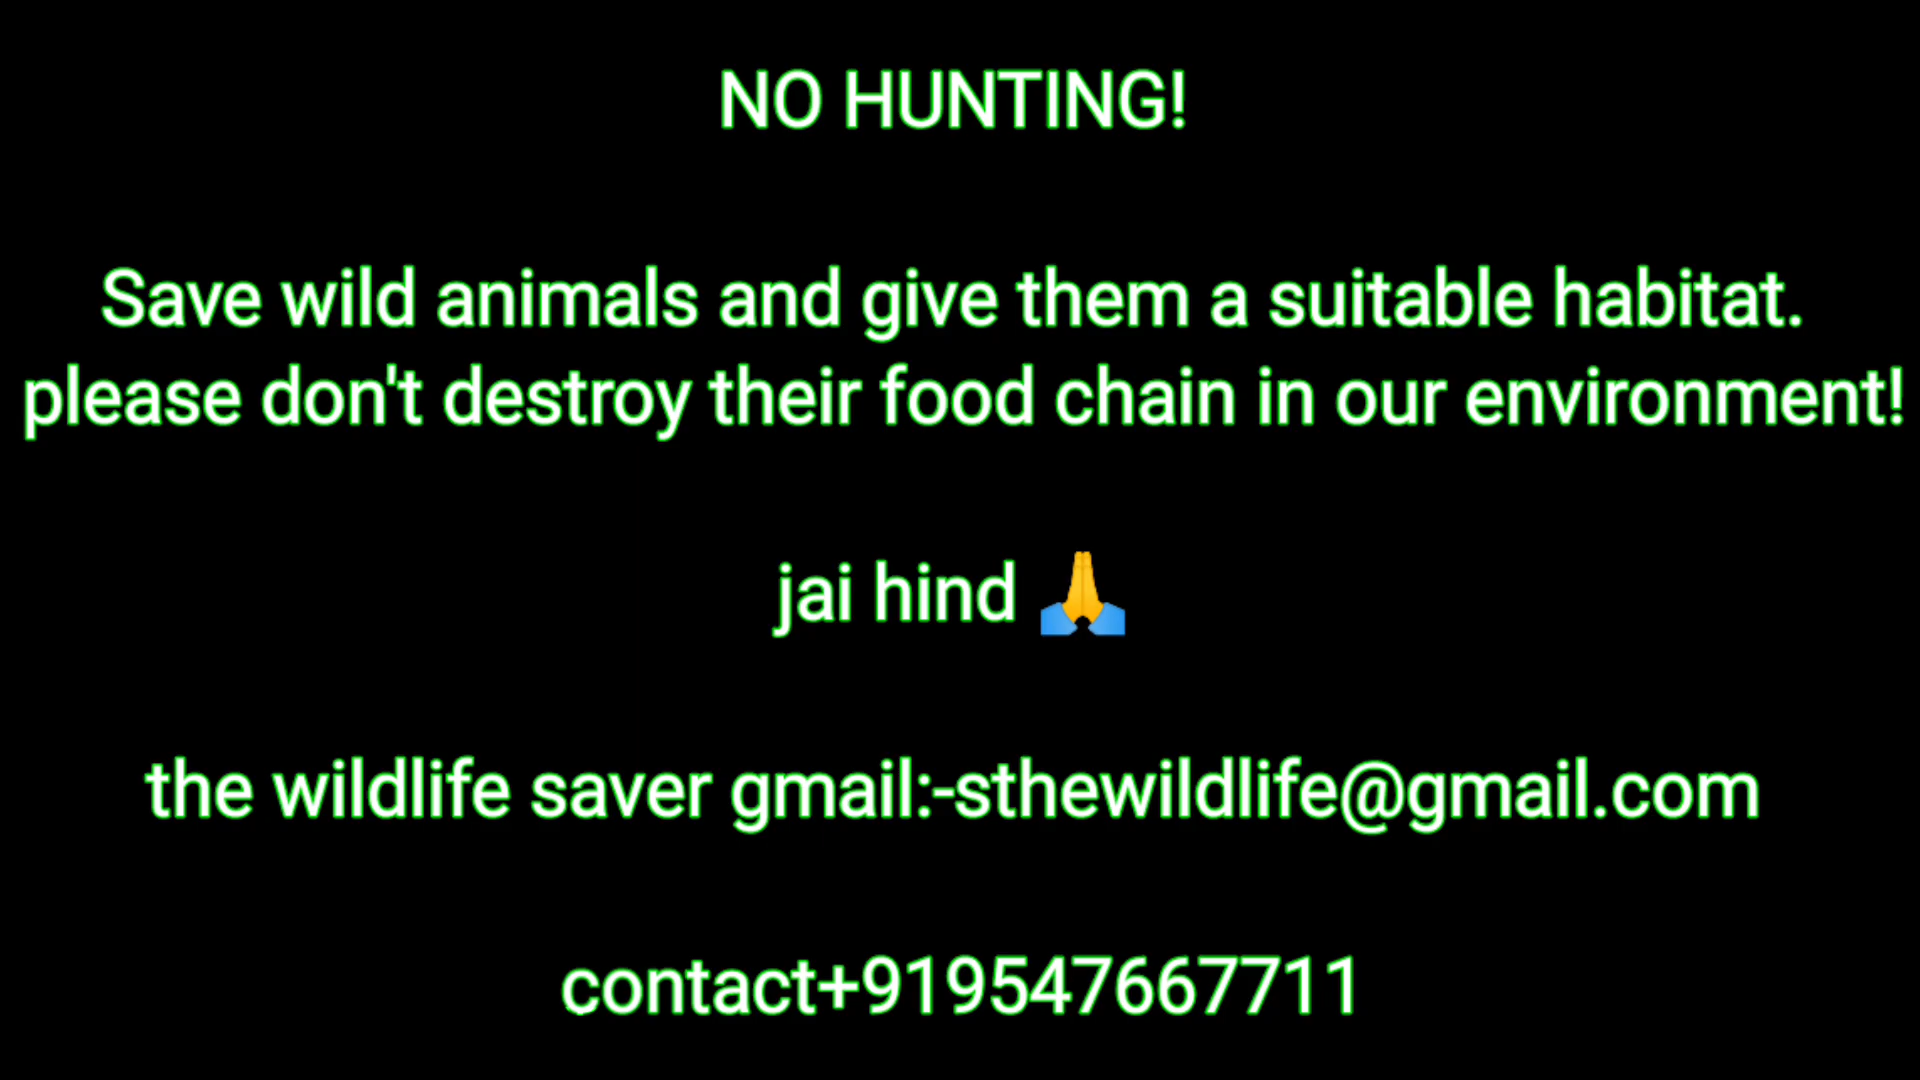 NO HUNTING!
Save wild animals and give them a suitable habitat.
please don't destroy their food chain in our environment!
jai hind 🙏
the wildlife saver gmail:-sthewildlife@gmail.com
contact+919547667711